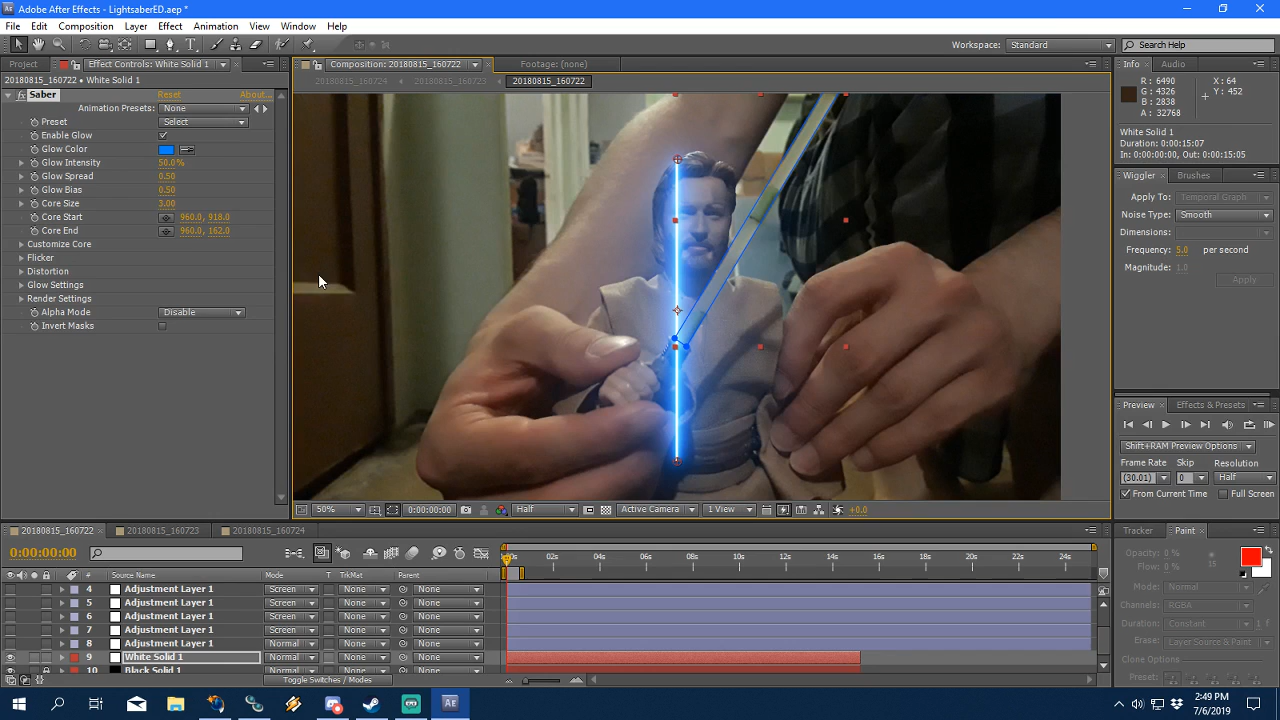 Adobe After Effects - LightsaberED.aep *
File Edit Composition Layer Effect Animation View Window Help
Workspace: Standard Search Help
Project Effect Controls: White Solid 1
20180815_160722 • White Solid 1
Saber Reset About...
Animation Presets: None
Preset Select
Enable Glow
Glow Color
Glow Intensity 50.0%
Glow Spread 0.50
Glow Bias 0.50
Core Size 3.00
Core Start 960.0, 918.0
Core End 960.0, 162.0
Customize Core
Flicker
Distortion
Glow Settings
Render Settings
Alpha Mode Disable
Invert Masks
Composition: 20180815_160722 Footage: (none)
20180815_160724 20180815_160723 20180815_160722
50% 0:00:00:00 Half Active Camera 1 View +0.0
Info Audio
R: 6490 X: 64
G: 4326 Y: 452
B: 2838
A: 32768
White Solid 1
Duration: 0:00:15:07
In: 0:00:00:00, Out: 0:00:15:05
Wiggler Brushes
Apply To: Temporal Graph
Noise Type: Smooth
Dimensions:
Frequency: 5.0 per second
Magnitude: 1.0
Apply
Preview Effects & Presets
Shift+RAM Preview Options
Frame Rate Skip Resolution
(30.01) 0 Half
From Current Time Full Screen
20180815_160722 20180815_160723 20180815_160724
0:00:00:00
# Source Name Mode T TrkMat Parent
02s 04s 06s 08s 10s 12s 14s 16s 18s 20s 22s 24s
4 Adjustment Layer 1 Screen None None
5 Adjustment Layer 1 Screen None None
6 Adjustment Layer 1 Screen None None
7 Adjustment Layer 1 Screen None None
8 Adjustment Layer 1 Normal None None
9 White Solid 1 Normal None None
10 Black Solid 1 Normal None None
Toggle Switches / Modes
Tracker Paint
Opacity: 0 %
Flow: 0 % 15
Mode: Normal
Channels: RGBA
Duration: Constant 1 f
Erase: Layer Source & Paint
Clone Options
Preset:
2:49 PM
7/6/2019